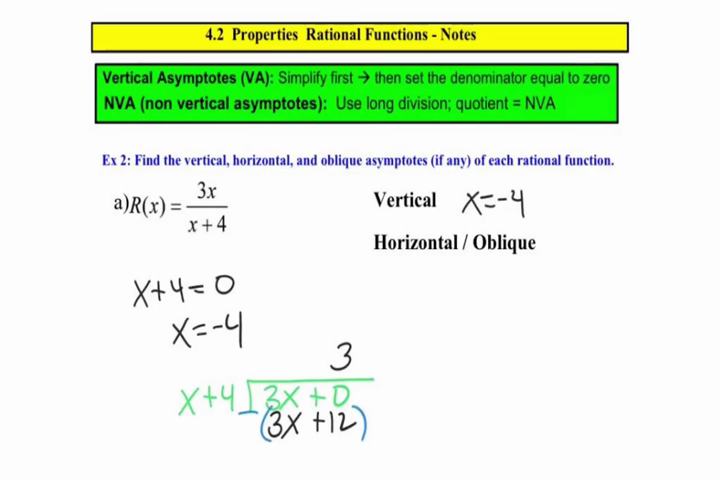 4.2 Properties Rational Functions - Notes
Vertical Asymptotes (VA): Simplify first → then set the denominator equal to zero
NVA (non vertical asymptotes): Use long division; quotient = NVA
Ex 2: Find the vertical, horizontal, and oblique asymptotes (if any) of each rational function.
a) R(x) = 3x / x + 4
Vertical x=-4
Horizontal / Oblique
x+4=0
x=-4
3
x+4 3x +0
-(3x +12)